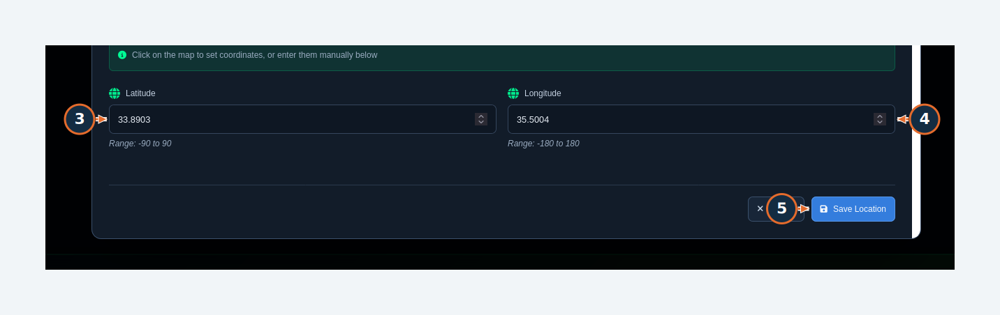 Click on the map to set coordinates, or enter them manually below
Latitude
Longitude
3
33.8903
35.5004
4
Range: -90 to 90
Range: -180 to 180
5
Save Location